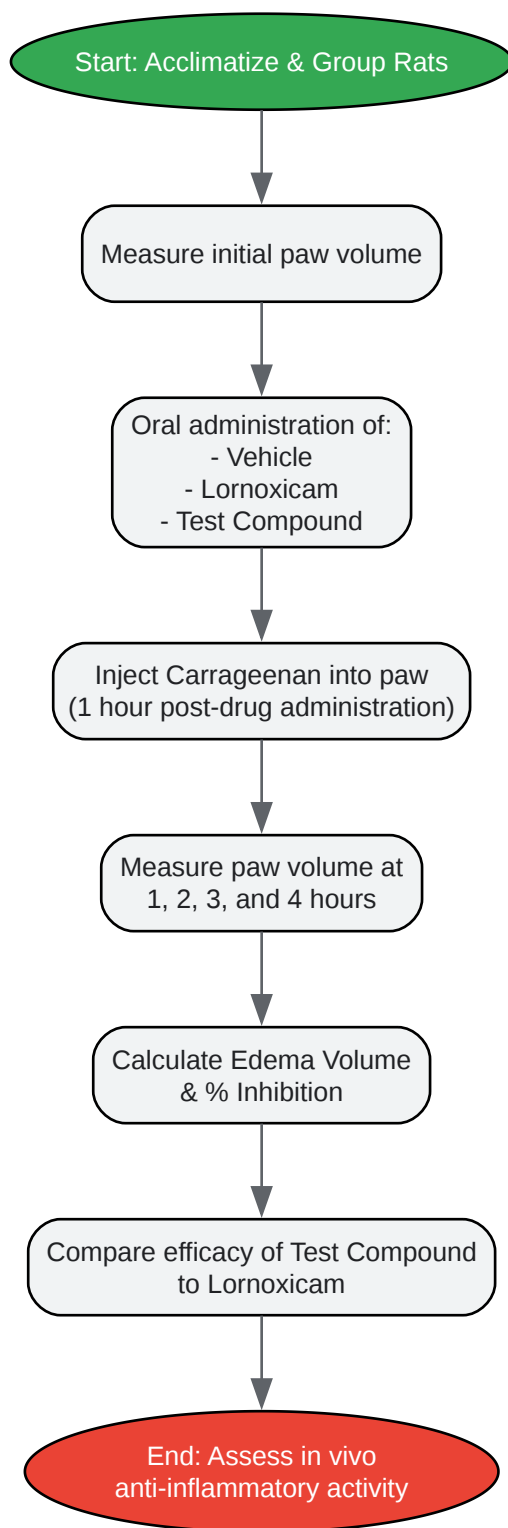 Start: Acclimatize & Group Rats
Measure initial paw volume
Oral administration of:
- Vehicle
- Lornoxicam
- Test Compound
Inject Carrageenan into paw
(1 hour post-drug administration)
Measure paw volume at
1, 2, 3, and 4 hours
Calculate Edema Volume
& % Inhibition
Compare efficacy of Test Compound
to Lornoxicam
End: Assess in vivo
anti-inflammatory activity